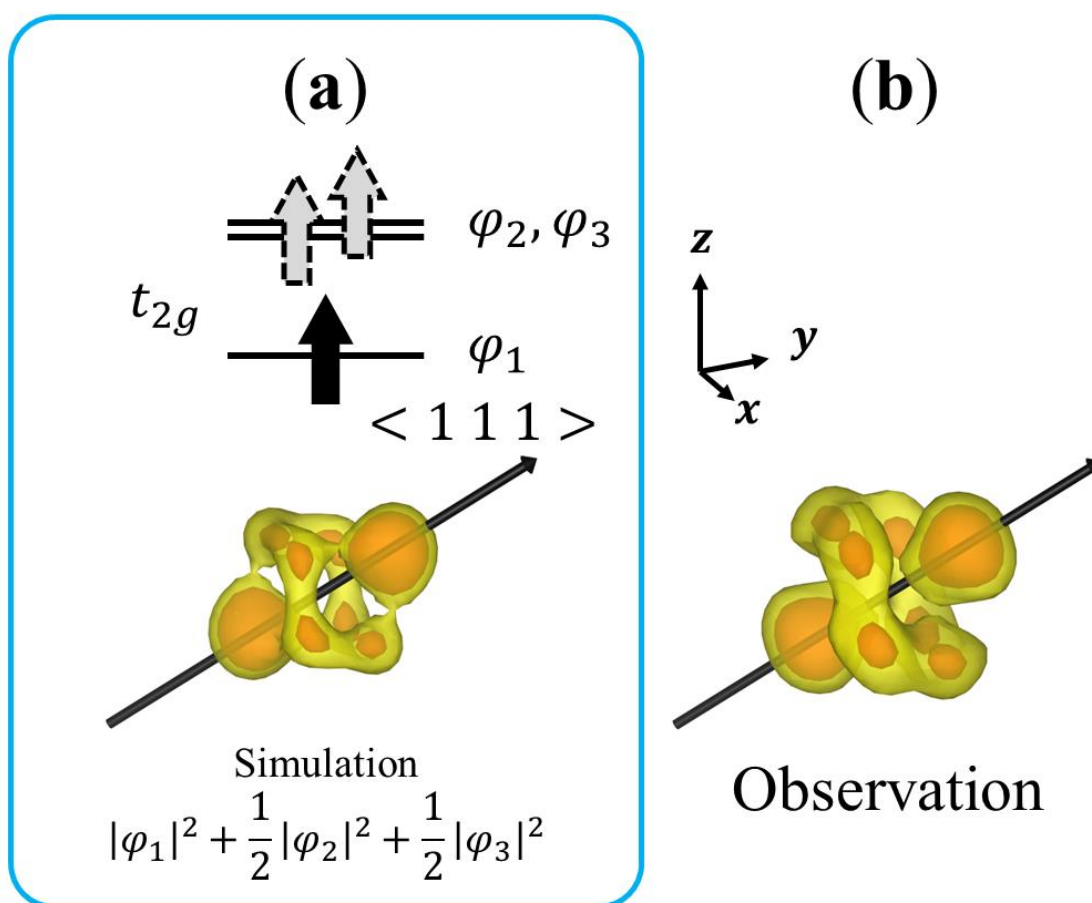 (a)
φ₂, φ₃
t₂g
φ₁
< 1 1 1 >
Simulation
|φ₁|² + 1/2 |φ₂|² + 1/2 |φ₃|²
(b)
z
y
x
Observation